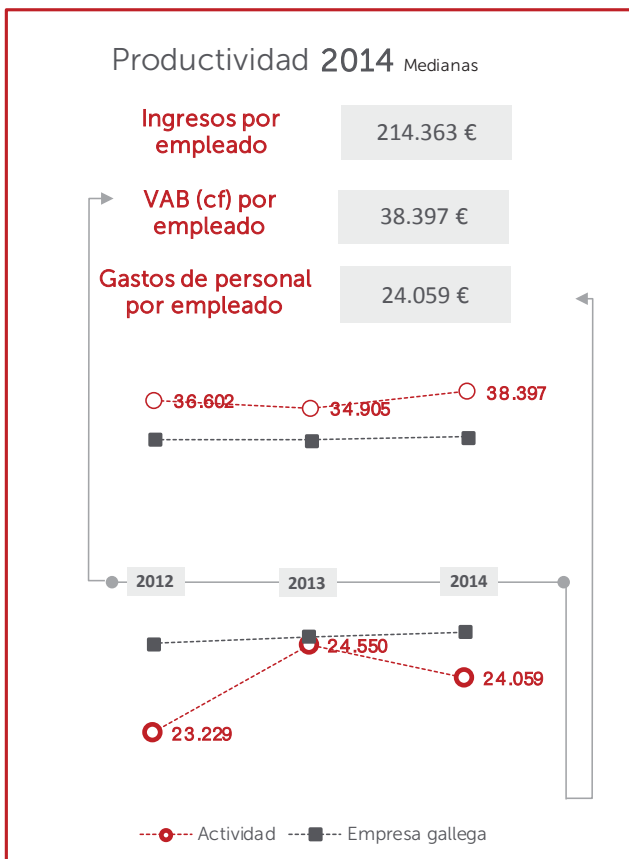 Productividad 2014 Medianas
Ingresos por
empleado
214.363 €
VAB (cf) por
empleado
38.397 €
Gastos de personal
por empleado
24.059 €
36.602
34.905
38.397
2012
2013
2014
24.550
24.059
23.229
Actividad
Empresa gallega